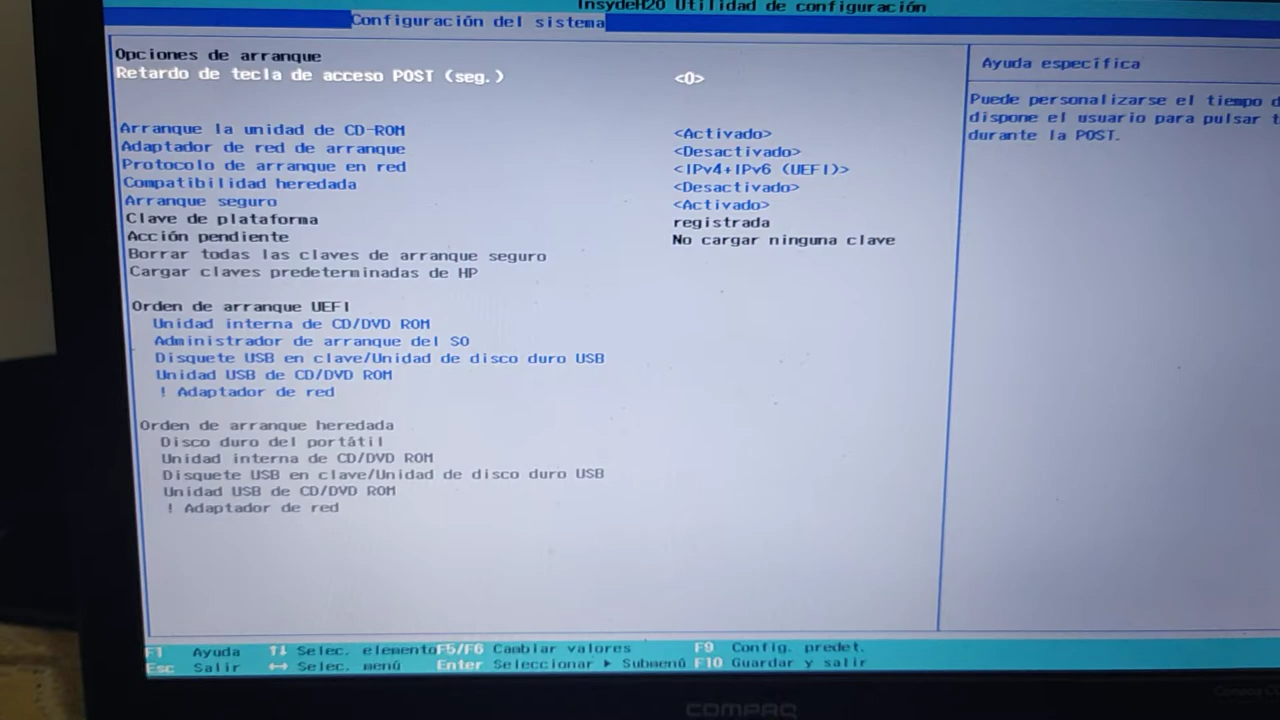 InsydeH2O Utilidad de configuración
Configuración del sistema
Opciones de arranque
Retardo de tecla de acceso POST (seg.) <0>
Arranque la unidad de CD-ROM <Activado>
Adaptador de red de arranque <Desactivado>
Protocolo de arranque en red <IPv4+IPv6 (UEFI)>
Compatibilidad heredada <Desactivado>
Arranque seguro <Activado>
Clave de plataforma registrada
Acción pendiente No cargar ninguna clave
Borrar todas las claves de arranque seguro
Cargar claves predeterminadas de HP
Orden de arranque UEFI
Unidad interna de CD/DVD ROM
Administrador de arranque del SO
Disquete USB en clave/Unidad de disco duro USB
Unidad USB de CD/DVD ROM
! Adaptador de red
Orden de arranque heredada
Disco duro del portátil
Unidad interna de CD/DVD ROM
Disquete USB en clave/Unidad de disco duro USB
Unidad USB de CD/DVD ROM
! Adaptador de red
Ayuda específica
Puede personalizarse el tiempo
dispone el usuario para pulsar
durante la POST.
F1 Ayuda ↑↓ Selec. elemento F5/F6 Cambiar valores F9 Config. predet.
Esc Salir ↔ Selec. menú Enter Seleccionar ▶ Submenú F10 Guardar y salir
COMPAQ
Compaq